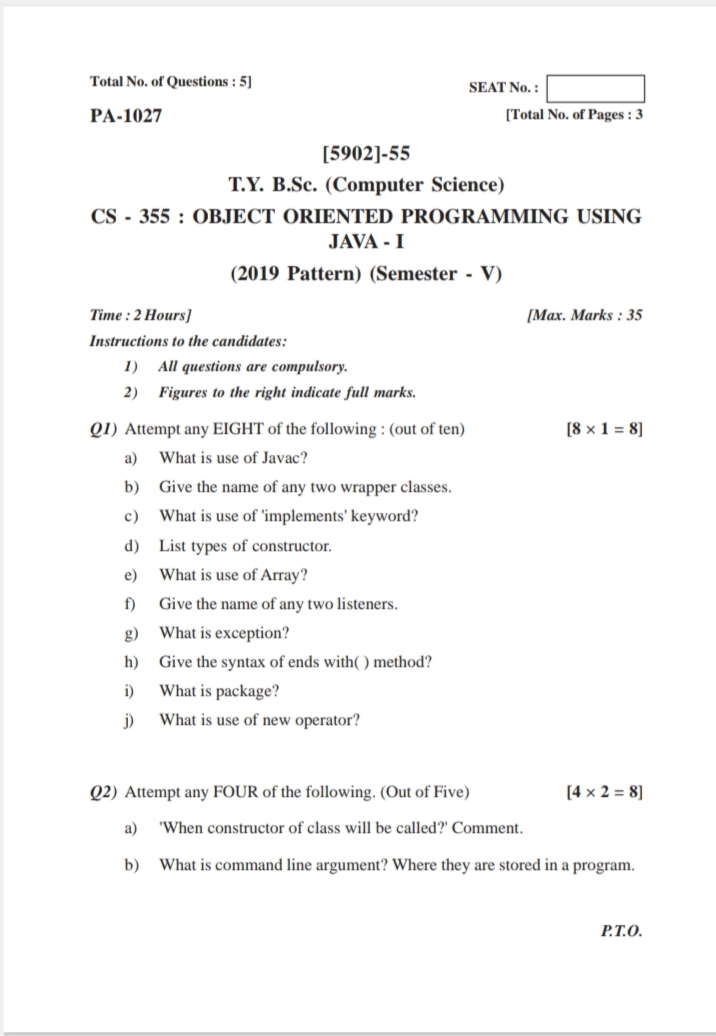 Total No. of Questions : 5]
SEAT No. :
PA-1027
[Total No. of Pages : 3
[5902]-55
T.Y. B.Sc. (Computer Science)
CS - 355 : OBJECT ORIENTED PROGRAMMING USING
JAVA - I
(2019 Pattern) (Semester - V)
Time : 2 Hours]
[Max. Marks : 35
Instructions to the candidates:
1) All questions are compulsory.
2) Figures to the right indicate full marks.
Q1) Attempt any EIGHT of the following : (out of ten) [8 × 1 = 8]
a) What is use of Javac?
b) Give the name of any two wrapper classes.
c) What is use of 'implements' keyword?
d) List types of constructor.
e) What is use of Array?
f) Give the name of any two listeners.
g) What is exception?
h) Give the syntax of ends with( ) method?
i) What is package?
j) What is use of new operator?
Q2) Attempt any FOUR of the following. (Out of Five) [4 × 2 = 8]
a) 'When constructor of class will be called?' Comment.
b) What is command line argument? Where they are stored in a program.
P.T.O.